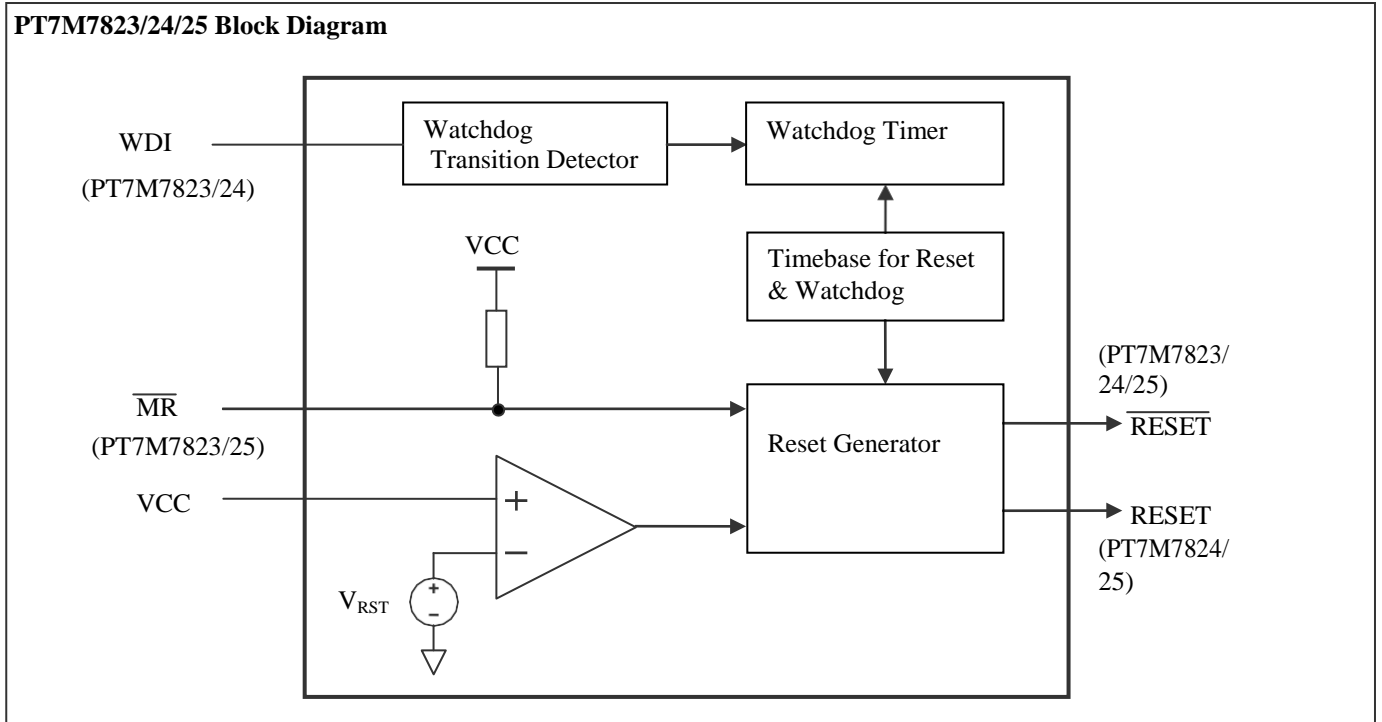 PT7M7823/24/25 Block Diagram
WDI
(PT7M7823/24)
Watchdog
Transition Detector
Watchdog Timer
VCC
Timebase for Reset
& Watchdog
MR
(PT7M7823/25)
VCC
+
−
VRST
+
−
Reset Generator
(PT7M7823/
24/25)
RESET
RESET
(PT7M7824/
25)